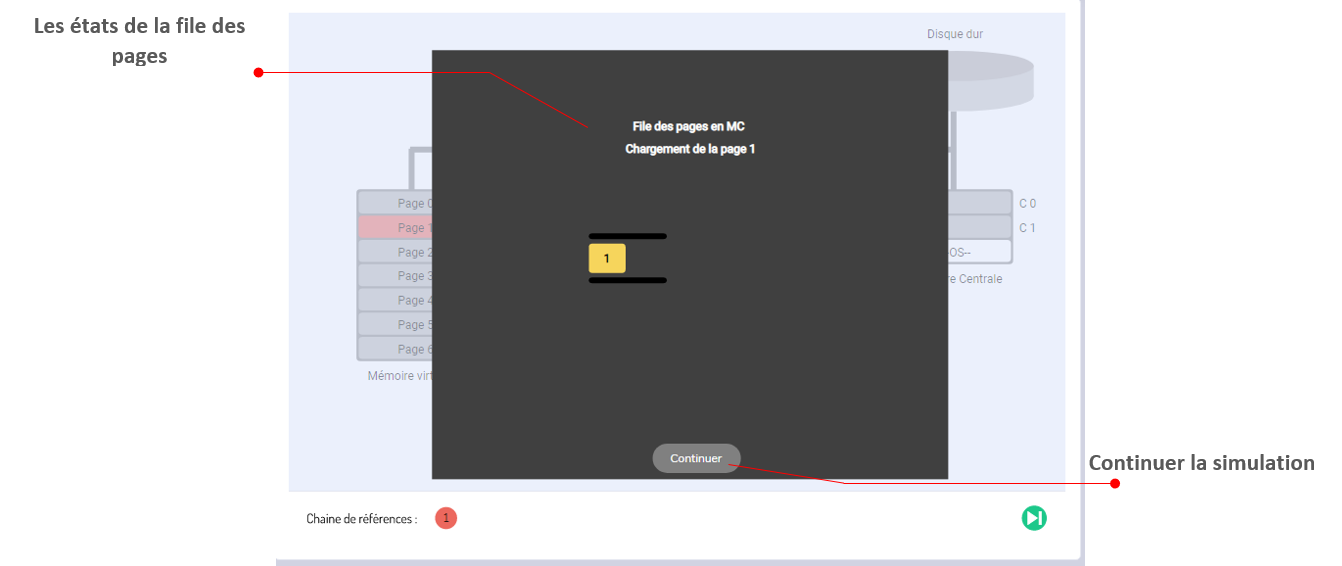 Les états de la file des
pages
Disque dur
File des pages en MC
Chargement de la page 1
Page 0
C 0
Page 1
C 1
1
Page 2
OS--
Page 3
re Centrale
Page 4
Page 5
Page 6
Mémoire virt
Continuer
Continuer la simulation
Chaine de références : 1